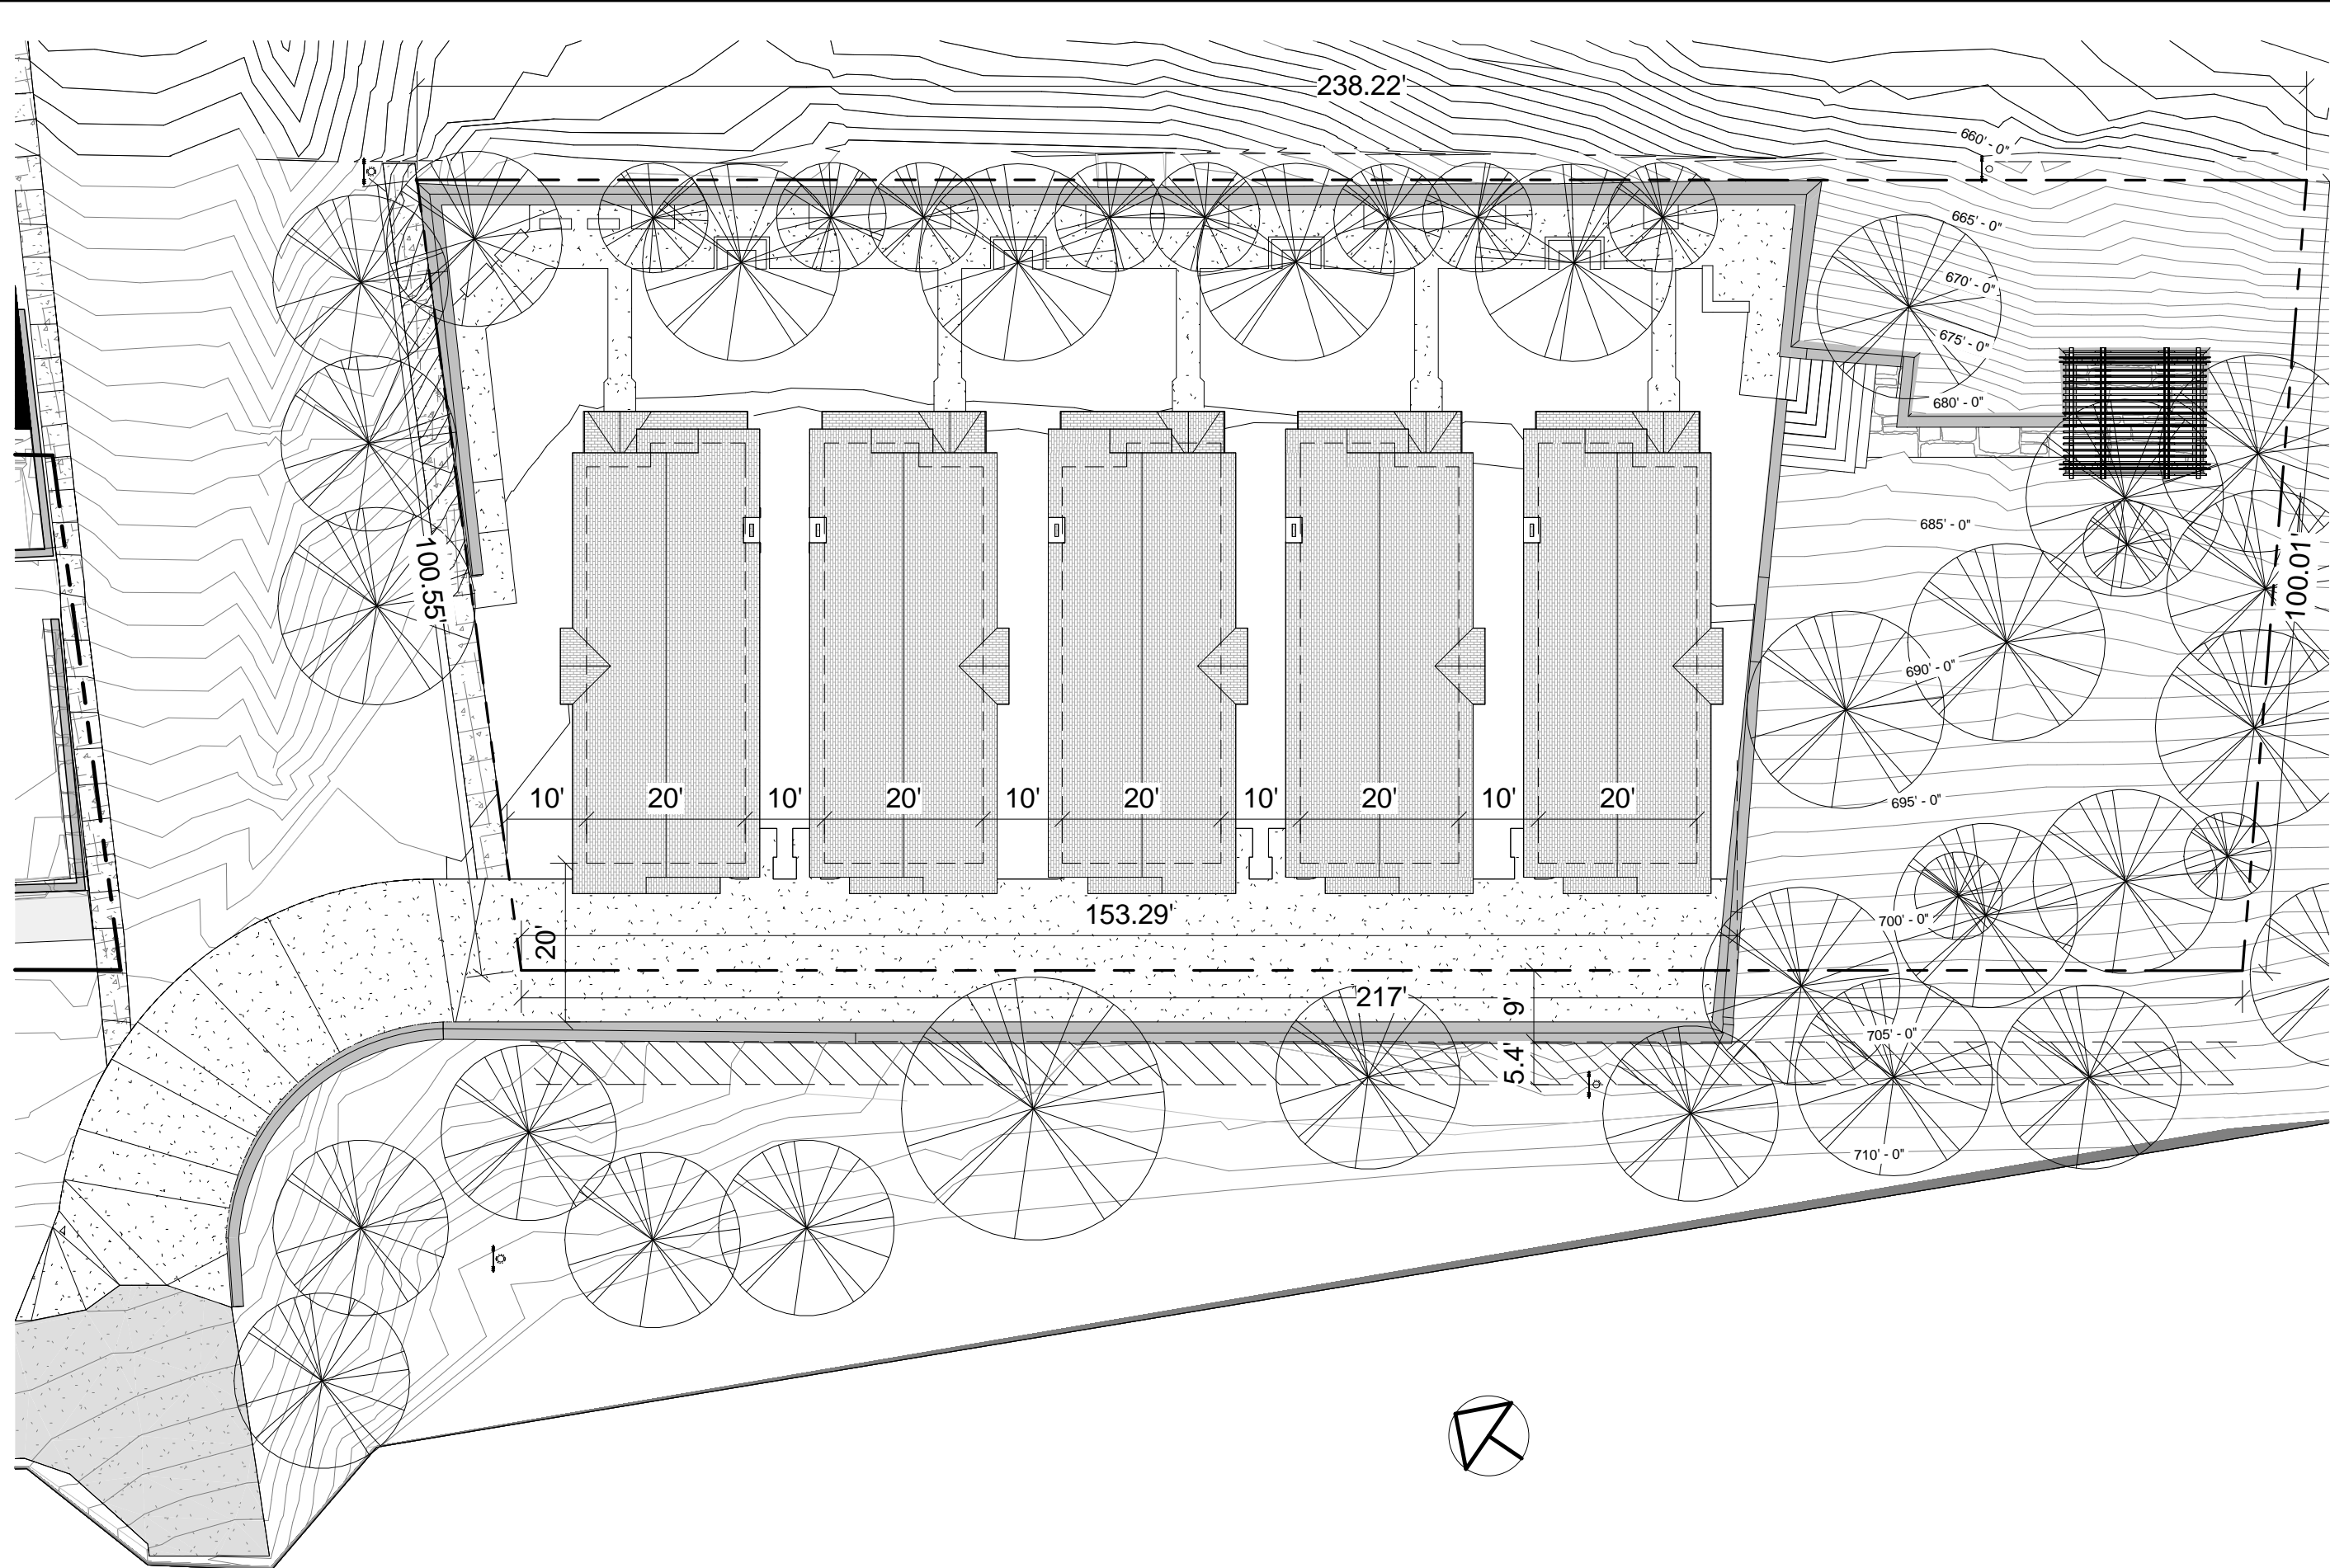 238.22'
660' - 0"
665' - 0"
670' - 0"
675' - 0"
680' - 0"
685' - 0"
100.55'
100.01'
690' - 0"
10' 20' 10' 20' 10' 20' 10' 20' 10' 20'
695' - 0"
153.29'
700' - 0"
20'
217'
9'
705' - 0"
5.4'
710' - 0"